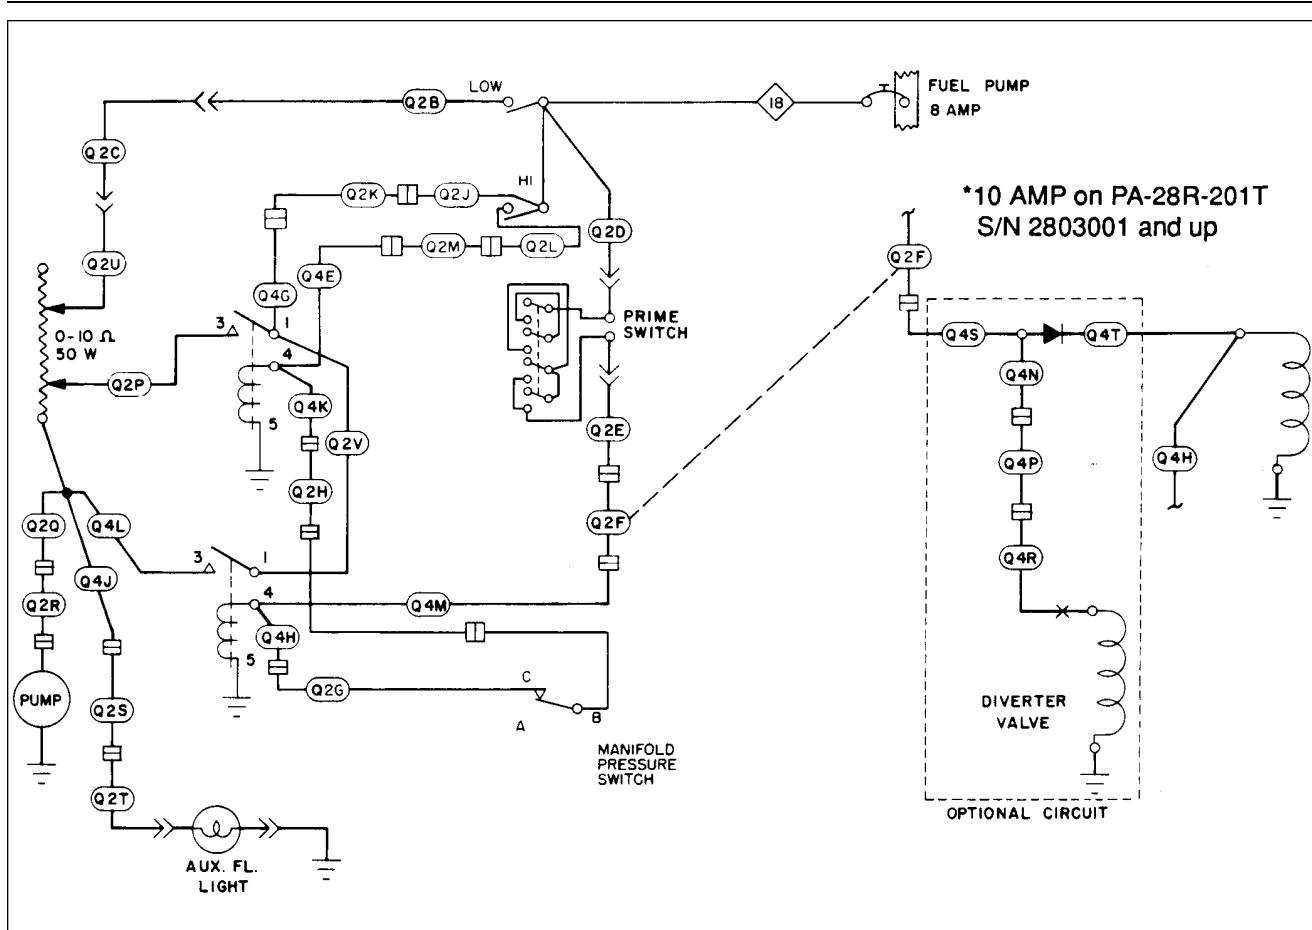 LOW
Q2B
18
FUEL PUMP
8 AMP
Q2C
HI
Q2K
Q2J
*10 AMP on PA-28R-201T
S/N 2803001 and up
Q2D
Q2M
Q2L
Q2U
Q4E
Q2F
Q4G
3
1
PRIME
SWITCH
0-10 Ω
50 W
Q4S
Q4T
4
Q2P
Q4N
Q4K
5
Q2E
Q2V
Q4P
Q4H
Q2H
Q2Q
Q4L
Q2F
3
1
Q4R
Q4J
4
Q4M
Q2R
Q4H
5
C
Q2G
PUMP
A
B
Q2S
DIVERTER
VALVE
MANIFOLD
PRESSURE
SWITCH
Q2T
OPTIONAL CIRCUIT
AUX. FL.
LIGHT